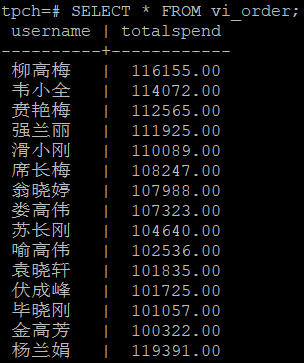 tpch=# SELECT * FROM vi_order;
username | totalspend
----------+------------
柳高梅 | 116155.00
韦小全 | 114072.00
贲艳梅 | 112565.00
强兰丽 | 111925.00
滑小刚 | 110089.00
席长梅 | 108247.00
翁晓婷 | 107988.00
娄高伟 | 107323.00
苏长刚 | 104640.00
喻高伟 | 102536.00
袁晓轩 | 101835.00
伏成峰 | 101725.00
毕晓刚 | 101057.00
金高芳 | 100322.00
杨兰娟 | 119391.00